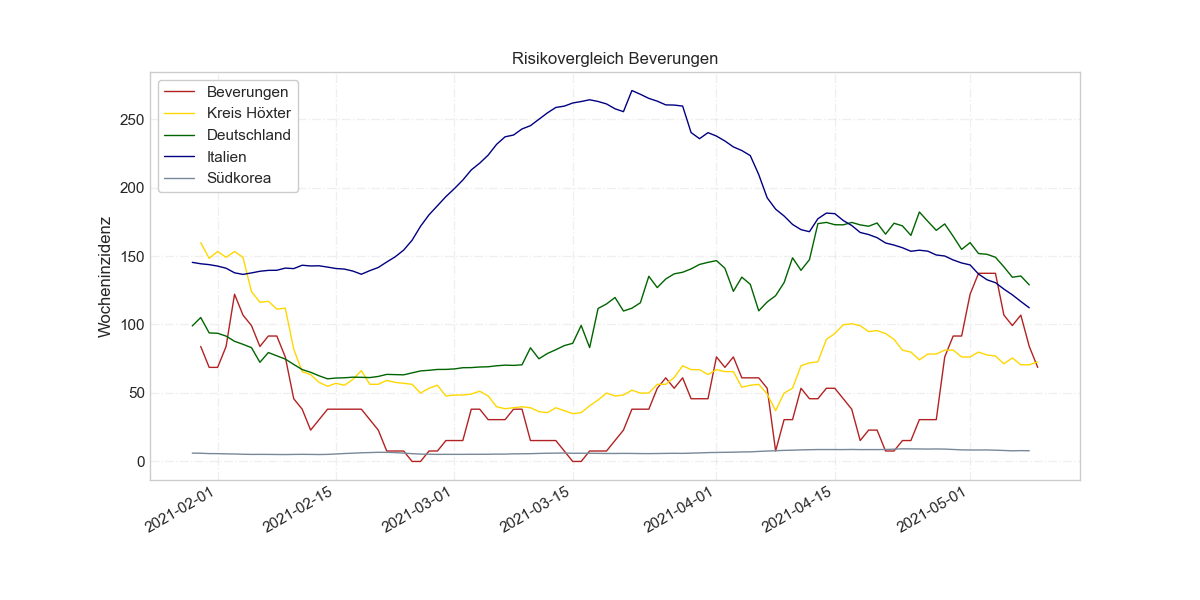 Risikovergleich Beverungen
Beverungen
Kreis Höxter
Deutschland
Italien
Südkorea
Wocheninzidenz
250
200
150
100
50
0
2021-02-01
2021-02-15
2021-03-01
2021-03-15
2021-04-01
2021-04-15
2021-05-01